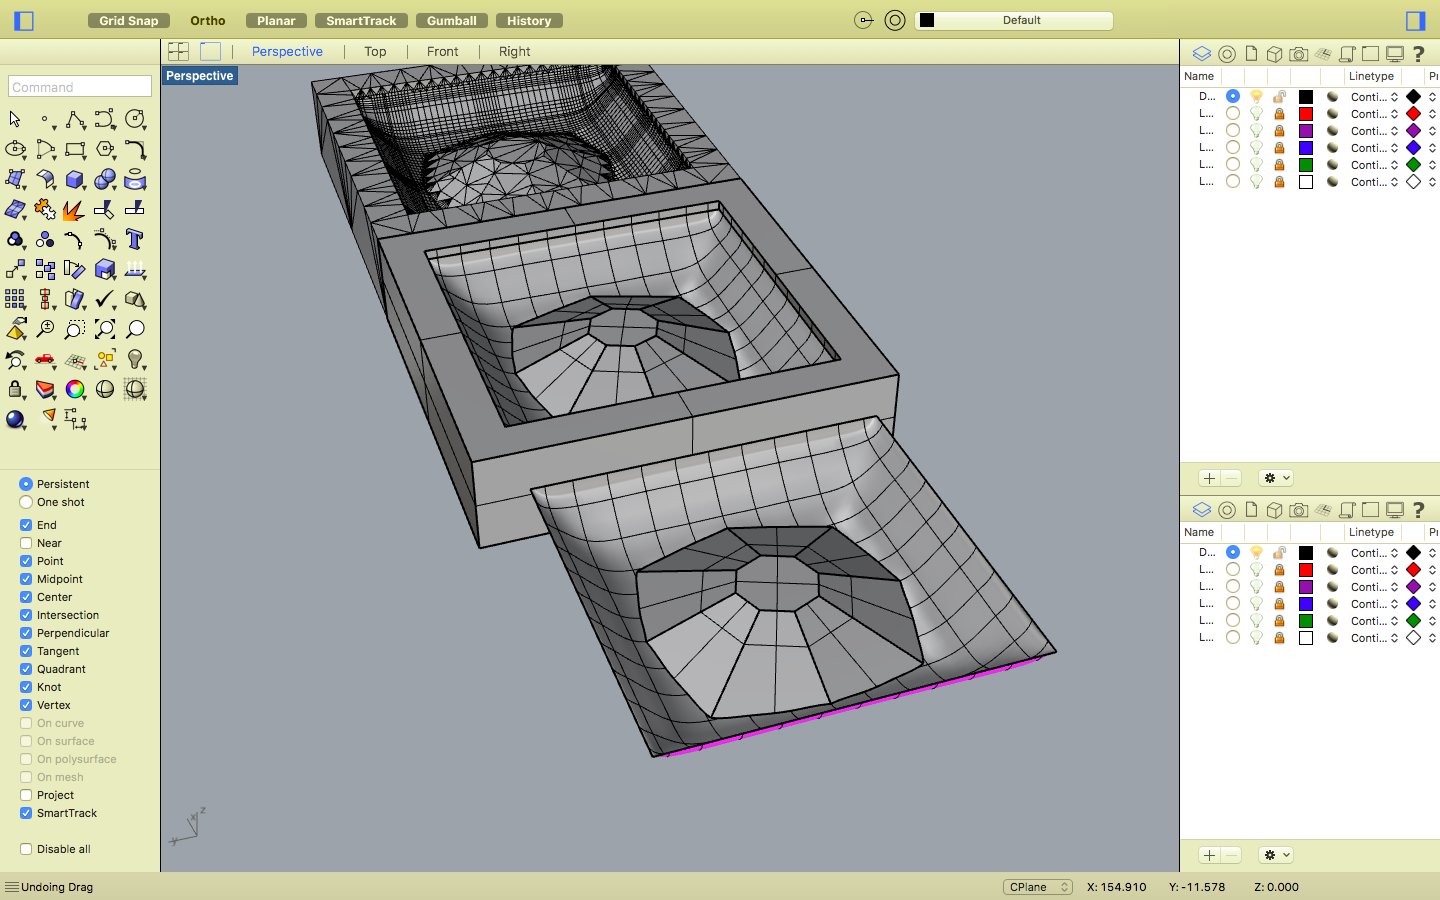 Grid Snap Ortho Planar SmartTrack Gumball History Default
Perspective Top Front Right
Perspective
Command
Persistent
One shot
End
Near
Point
Midpoint
Center
Intersection
Perpendicular
Tangent
Quadrant
Knot
Vertex
On curve
On surface
On polysurface
On mesh
Project
SmartTrack
Disable all
z
x
y
Name Linetype
D... Conti...
L... Conti...
L... Conti...
L... Conti...
L... Conti...
L... Conti...
Name Linetype
D... Conti...
L... Conti...
L... Conti...
L... Conti...
L... Conti...
L... Conti...
Undoing Drag CPlane X: 154.910 Y: -11.578 Z: 0.000